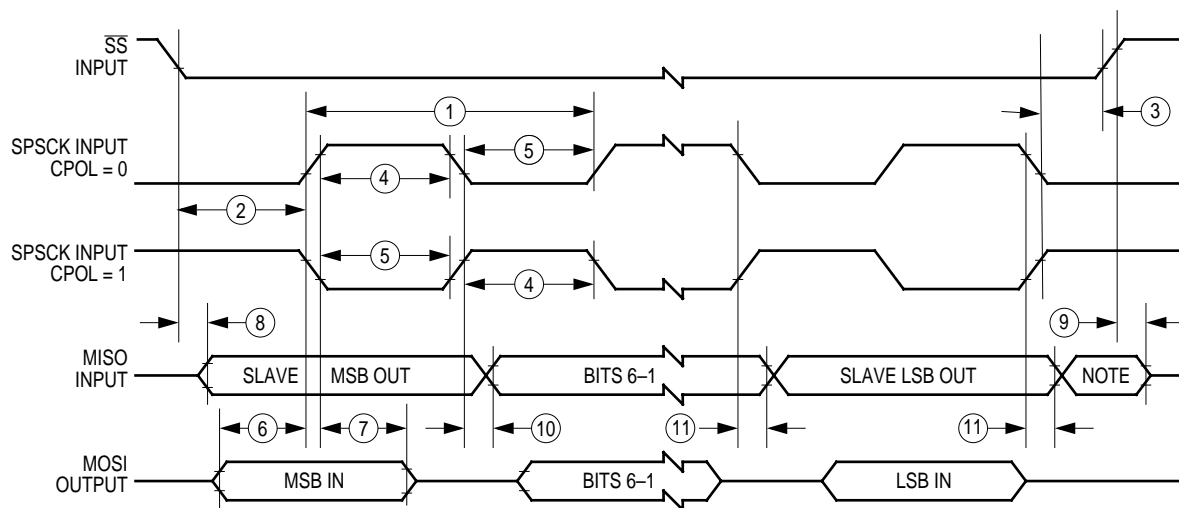 SS
INPUT
1
3
SPSCK INPUT
CPOL = 0
5
4
2
SPSCK INPUT
CPOL = 1
5
4
8
9
MISO
INPUT
SLAVE MSB OUT
BITS 6–1
SLAVE LSB OUT
NOTE
6
7
10
11
11
MOSI
OUTPUT
MSB IN
BITS 6–1
LSB IN